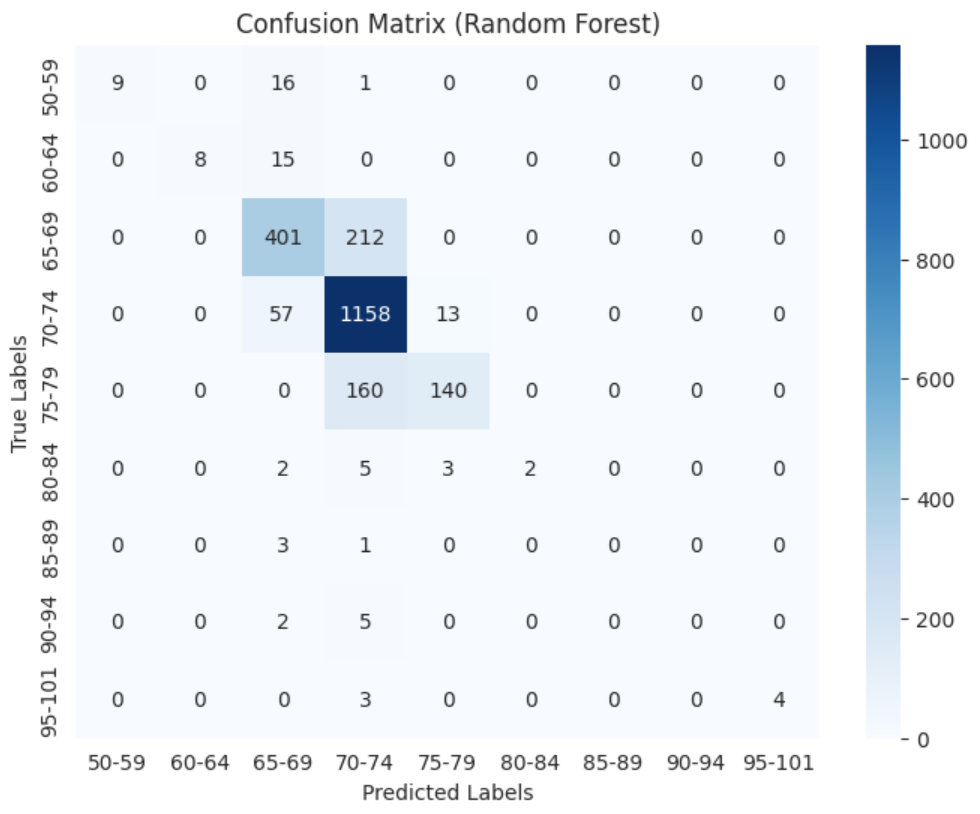 Confusion Matrix (Random Forest)
50-59 9 0 16 1 0 0 0 0 0
60-64 0 8 15 0 0 0 0 0 0
65-69 0 0 401 212 0 0 0 0 0
70-74 0 0 57 1158 13 0 0 0 0
75-79 0 0 0 160 140 0 0 0 0
80-84 0 0 2 5 3 2 0 0 0
85-89 0 0 3 1 0 0 0 0 0
90-94 0 0 2 5 0 0 0 0 0
95-101 0 0 0 3 0 0 0 0 4
50-59 60-64 65-69 70-74 75-79 80-84 85-89 90-94 95-101
Predicted Labels
True Labels
1000
800
600
400
200
0